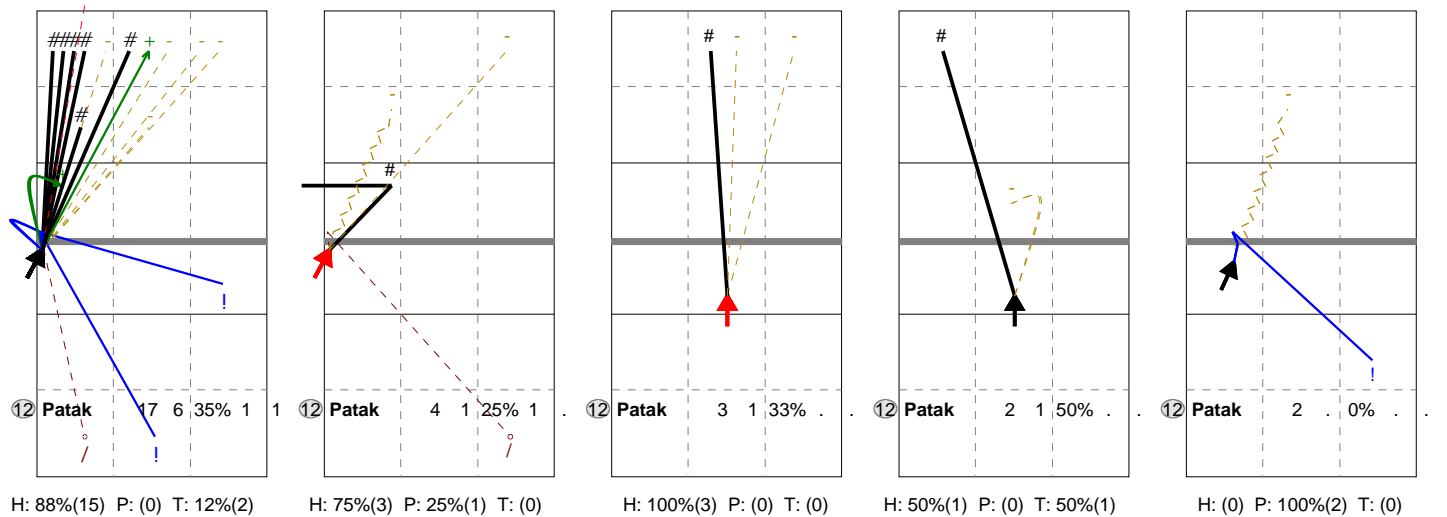 #### # + - - -
#
-
+
!
12 Patak 17 6 35% 1 1
!
H: 88%(15) P: (0) T: 12%(2)
-
-
#
12 Patak 4 1 25% 1 .
H: 75%(3) P: 25%(1) T: (0)
# - -
12 Patak 3 1 33% . .
H: 100%(3) P: (0) T: (0)
#
-
12 Patak 2 1 50% . .
H: 50%(1) P: (0) T: 50%(1)
-
!
12 Patak 2 . 0% . .
H: (0) P: 100%(2) T: (0)